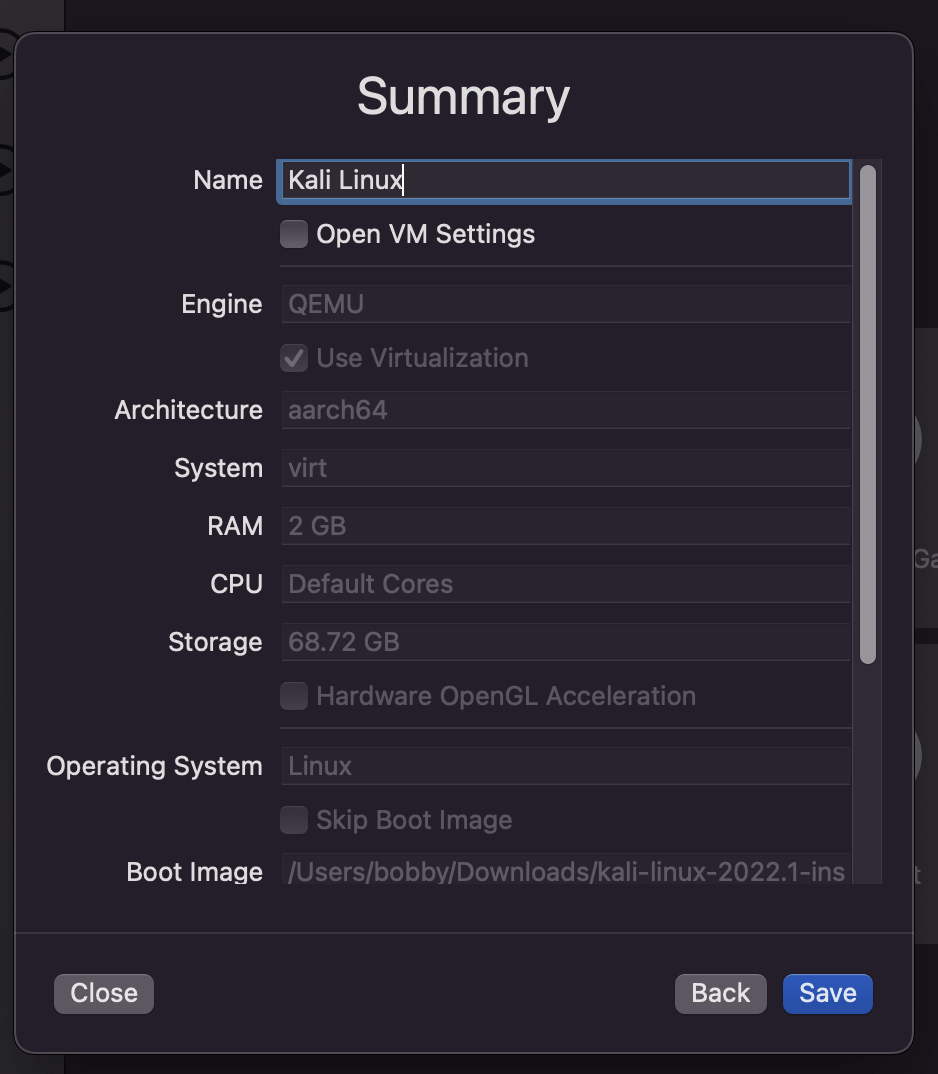 Summary
Name Kali Linux
Open VM Settings
Engine QEMU
Use Virtualization
Architecture aarch64
System virt
RAM 2 GB
CPU Default Cores
Storage 68.72 GB
Hardware OpenGL Acceleration
Operating System Linux
Skip Boot Image
Boot Image /Users/bobby/Downloads/kali-linux-2022.1-ins
Close Back Save